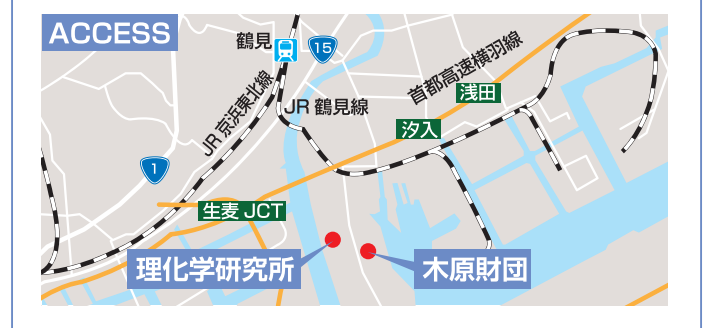 ACCESS
鶴見
15
首都高速横羽線
JR 京浜東北線
JR 鶴見線
浅田
汐入
1
生麦 JCT
理化学研究所
木原財団